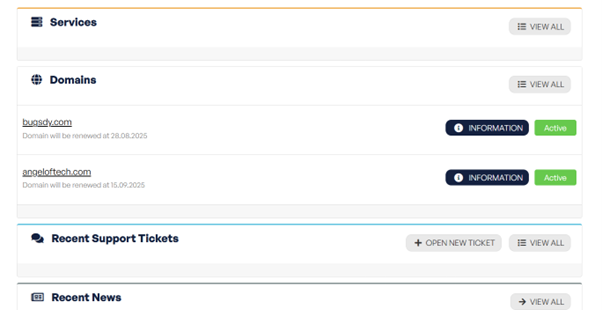 Services
VIEW ALL
Domains
VIEW ALL
bugsdy.com
Domain will be renewed at 28.08.2025
INFORMATION
Active
angeloftech.com
Domain will be renewed at 15.09.2025
INFORMATION
Active
Recent Support Tickets
OPEN NEW TICKET
VIEW ALL
Recent News
VIEW ALL